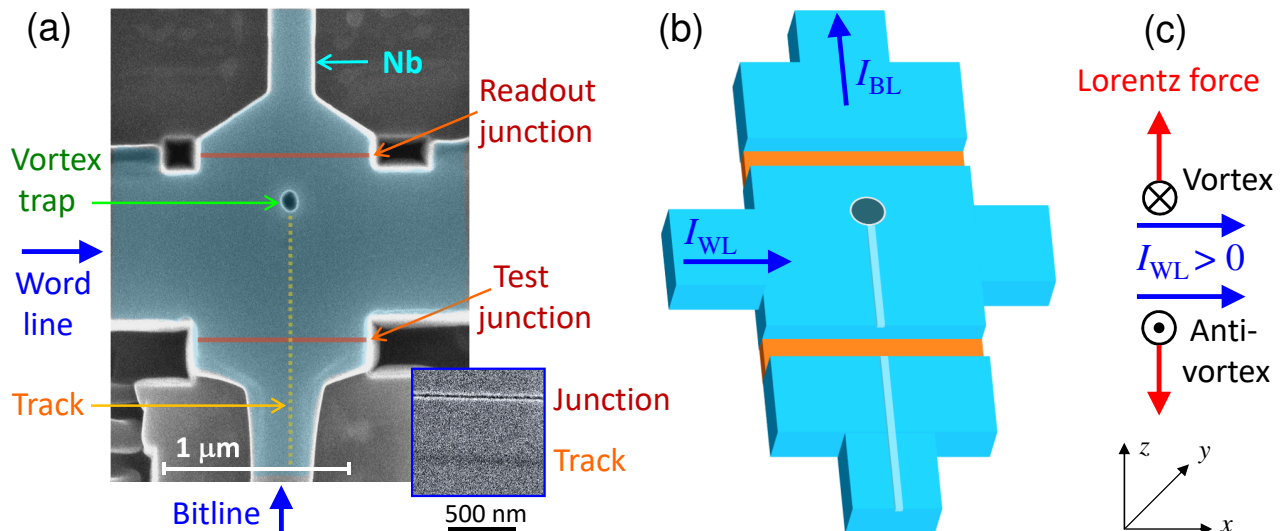 (a)
Nb
Readout
junction
Vortex
trap
Word
line
Test
junction
Track
1 μm
Bitline
Junction
Track
500 nm
(b)
I_BL
I_WL
(c)
Lorentz force
Vortex
I_WL > 0
Anti-
vortex
z
y
x